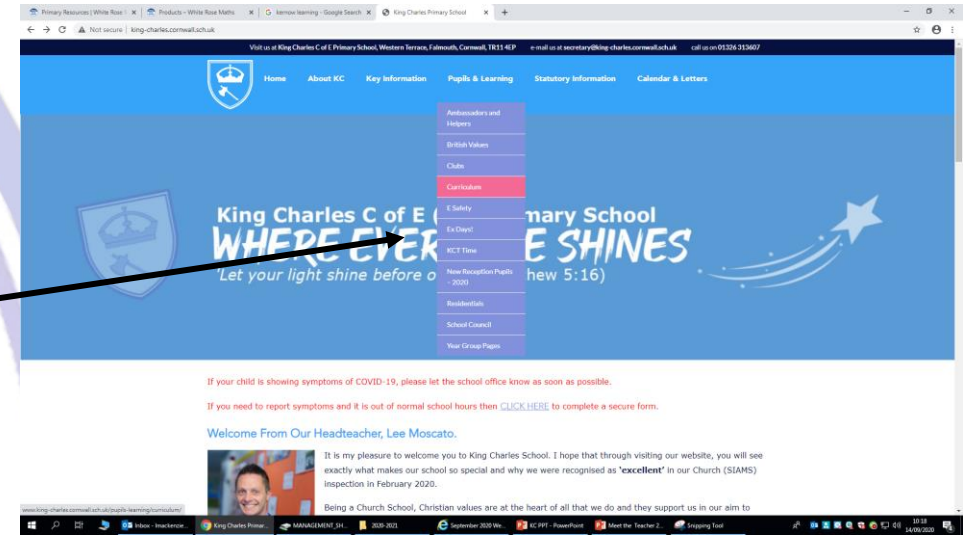 Primary Resources | White Rose
Products - White Rose Maths
kernow learning - Google Search
King Charles Primary School
Not secure | king-charles.cornwall.sch.uk
Visit us at King Charles C of E Primary School, Western Terrace, Falmouth, Cornwall, TR11 4EP e-mail us at secretary@king-charles.cornwall.sch.uk call us on 01326 313607
Home About KC Key Information Pupils & Learning Statutory Information Calendar & Letters
Ambassadors and
Helpers
British Values
Clubs
Curriculum
E Safety
Ex Days!
KCT Time
New Reception Pupils
- 2020
Residentials
School Council
Year Group Pages
King Charles C of E ( mary School
WHERE EVER E SHINES
'Let your light shine before o hew 5:16)
If your child is showing symptoms of COVID-19, please let the school office know as soon as possible.
If you need to report symptoms and it is out of normal school hours then CLICK HERE to complete a secure form.
Welcome From Our Headteacher, Lee Moscato.
It is my pleasure to welcome you to King Charles School. I hope that through visiting our website, you will see
exactly what makes our school so special and why we were recognised as 'excellent' in our Church (SIAMS)
inspection in February 2020.
Being a Church School, Christian values are at the heart of all that we do and they support us in our aim to
www.king-charles.cornwall.sch.uk/pupils-learning/curriculum/
Inbox - lmackenzie...
King Charles Primar...
MANAGEMENT_SH...
2020-2021
September 2020 We...
KC PPT - PowerPoint
Meet the Teacher 2...
Snipping Tool
10:18
14/09/2020